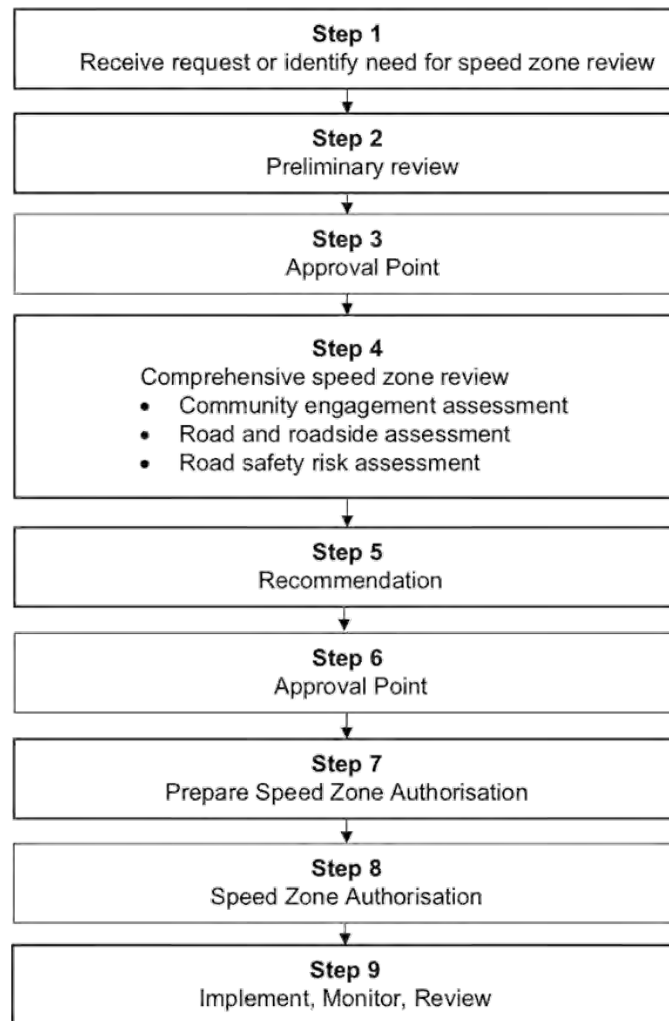 Step 1
Receive request or identify need for speed zone review
Step 2
Preliminary review
Step 3
Approval Point
Step 4
Comprehensive speed zone review
• Community engagement assessment
• Road and roadside assessment
• Road safety risk assessment
Step 5
Recommendation
Step 6
Approval Point
Step 7
Prepare Speed Zone Authorisation
Step 8
Speed Zone Authorisation
Step 9
Implement, Monitor, Review